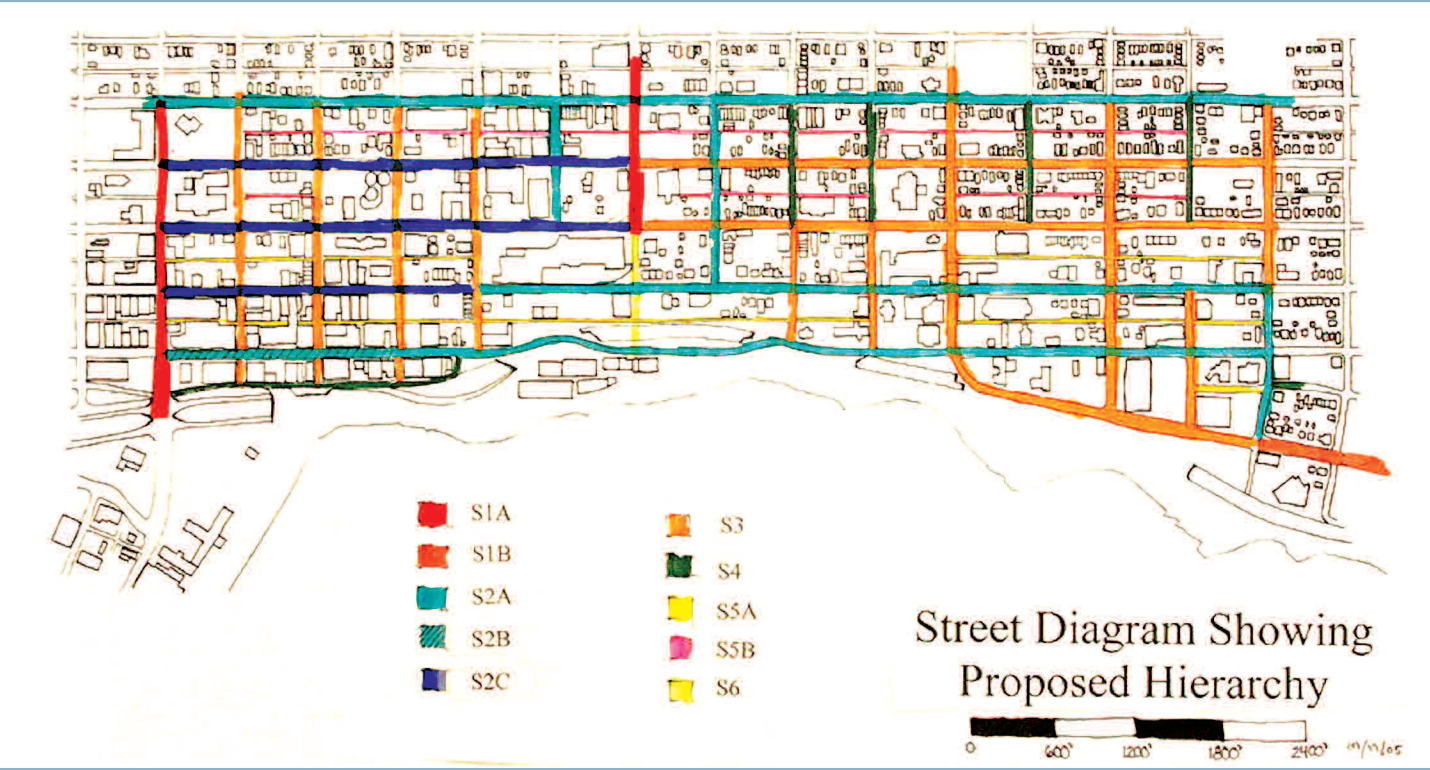 S1A
S1B
S2A
S2B
S2C
S3
S4
S5A
S5B
S6
Street Diagram Showing
Proposed Hierarchy
0 600' 1200' 1800' 2400'